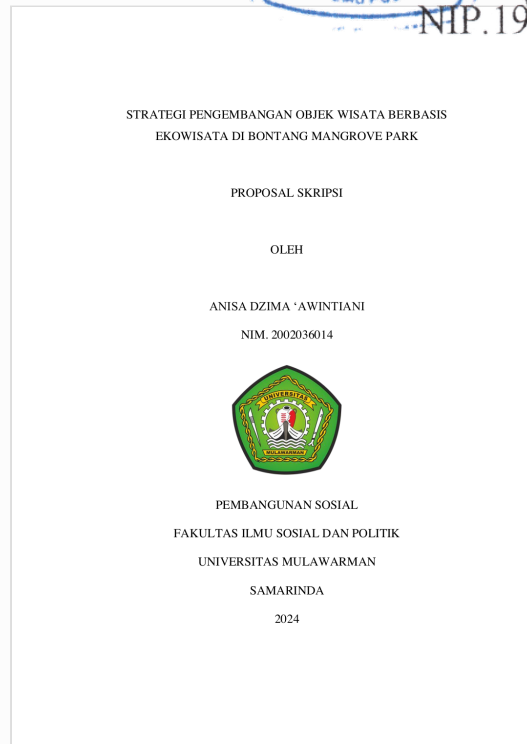 NIP.19
STRATEGI PENGEMBANGAN OBJEK WISATA BERBASIS
EKOWISATA DI BONTANG MANGROVE PARK
PROPOSAL SKRIPSI
OLEH
ANISA DZIMA ‘AWINTIANI
NIM. 2002036014
UNIVERSITAS
MULAWARMAN
PEMBANGUNAN SOSIAL
FAKULTAS ILMU SOSIAL DAN POLITIK
UNIVERSITAS MULAWARMAN
SAMARINDA
2024